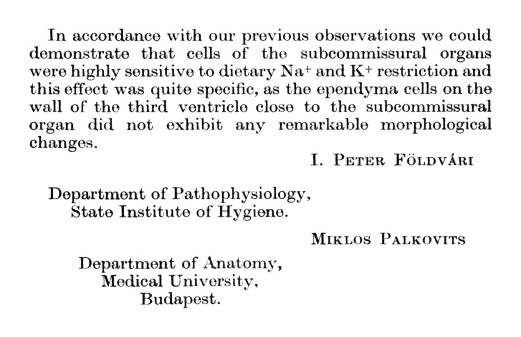 In accordance with our previous observations we could
demonstrate that cells of the subcommissural organs
were highly sensitive to dietary Na⁺ and K⁺ restriction and
this effect was quite specific, as the ependyma cells on the
wall of the third ventricle close to the subcommissural
organ did not exhibit any remarkable morphological
changes.
I. Peter Földvári
Department of Pathophysiology,
State Institute of Hygiene.
Miklos Palkovits
Department of Anatomy,
Medical University,
Budapest.